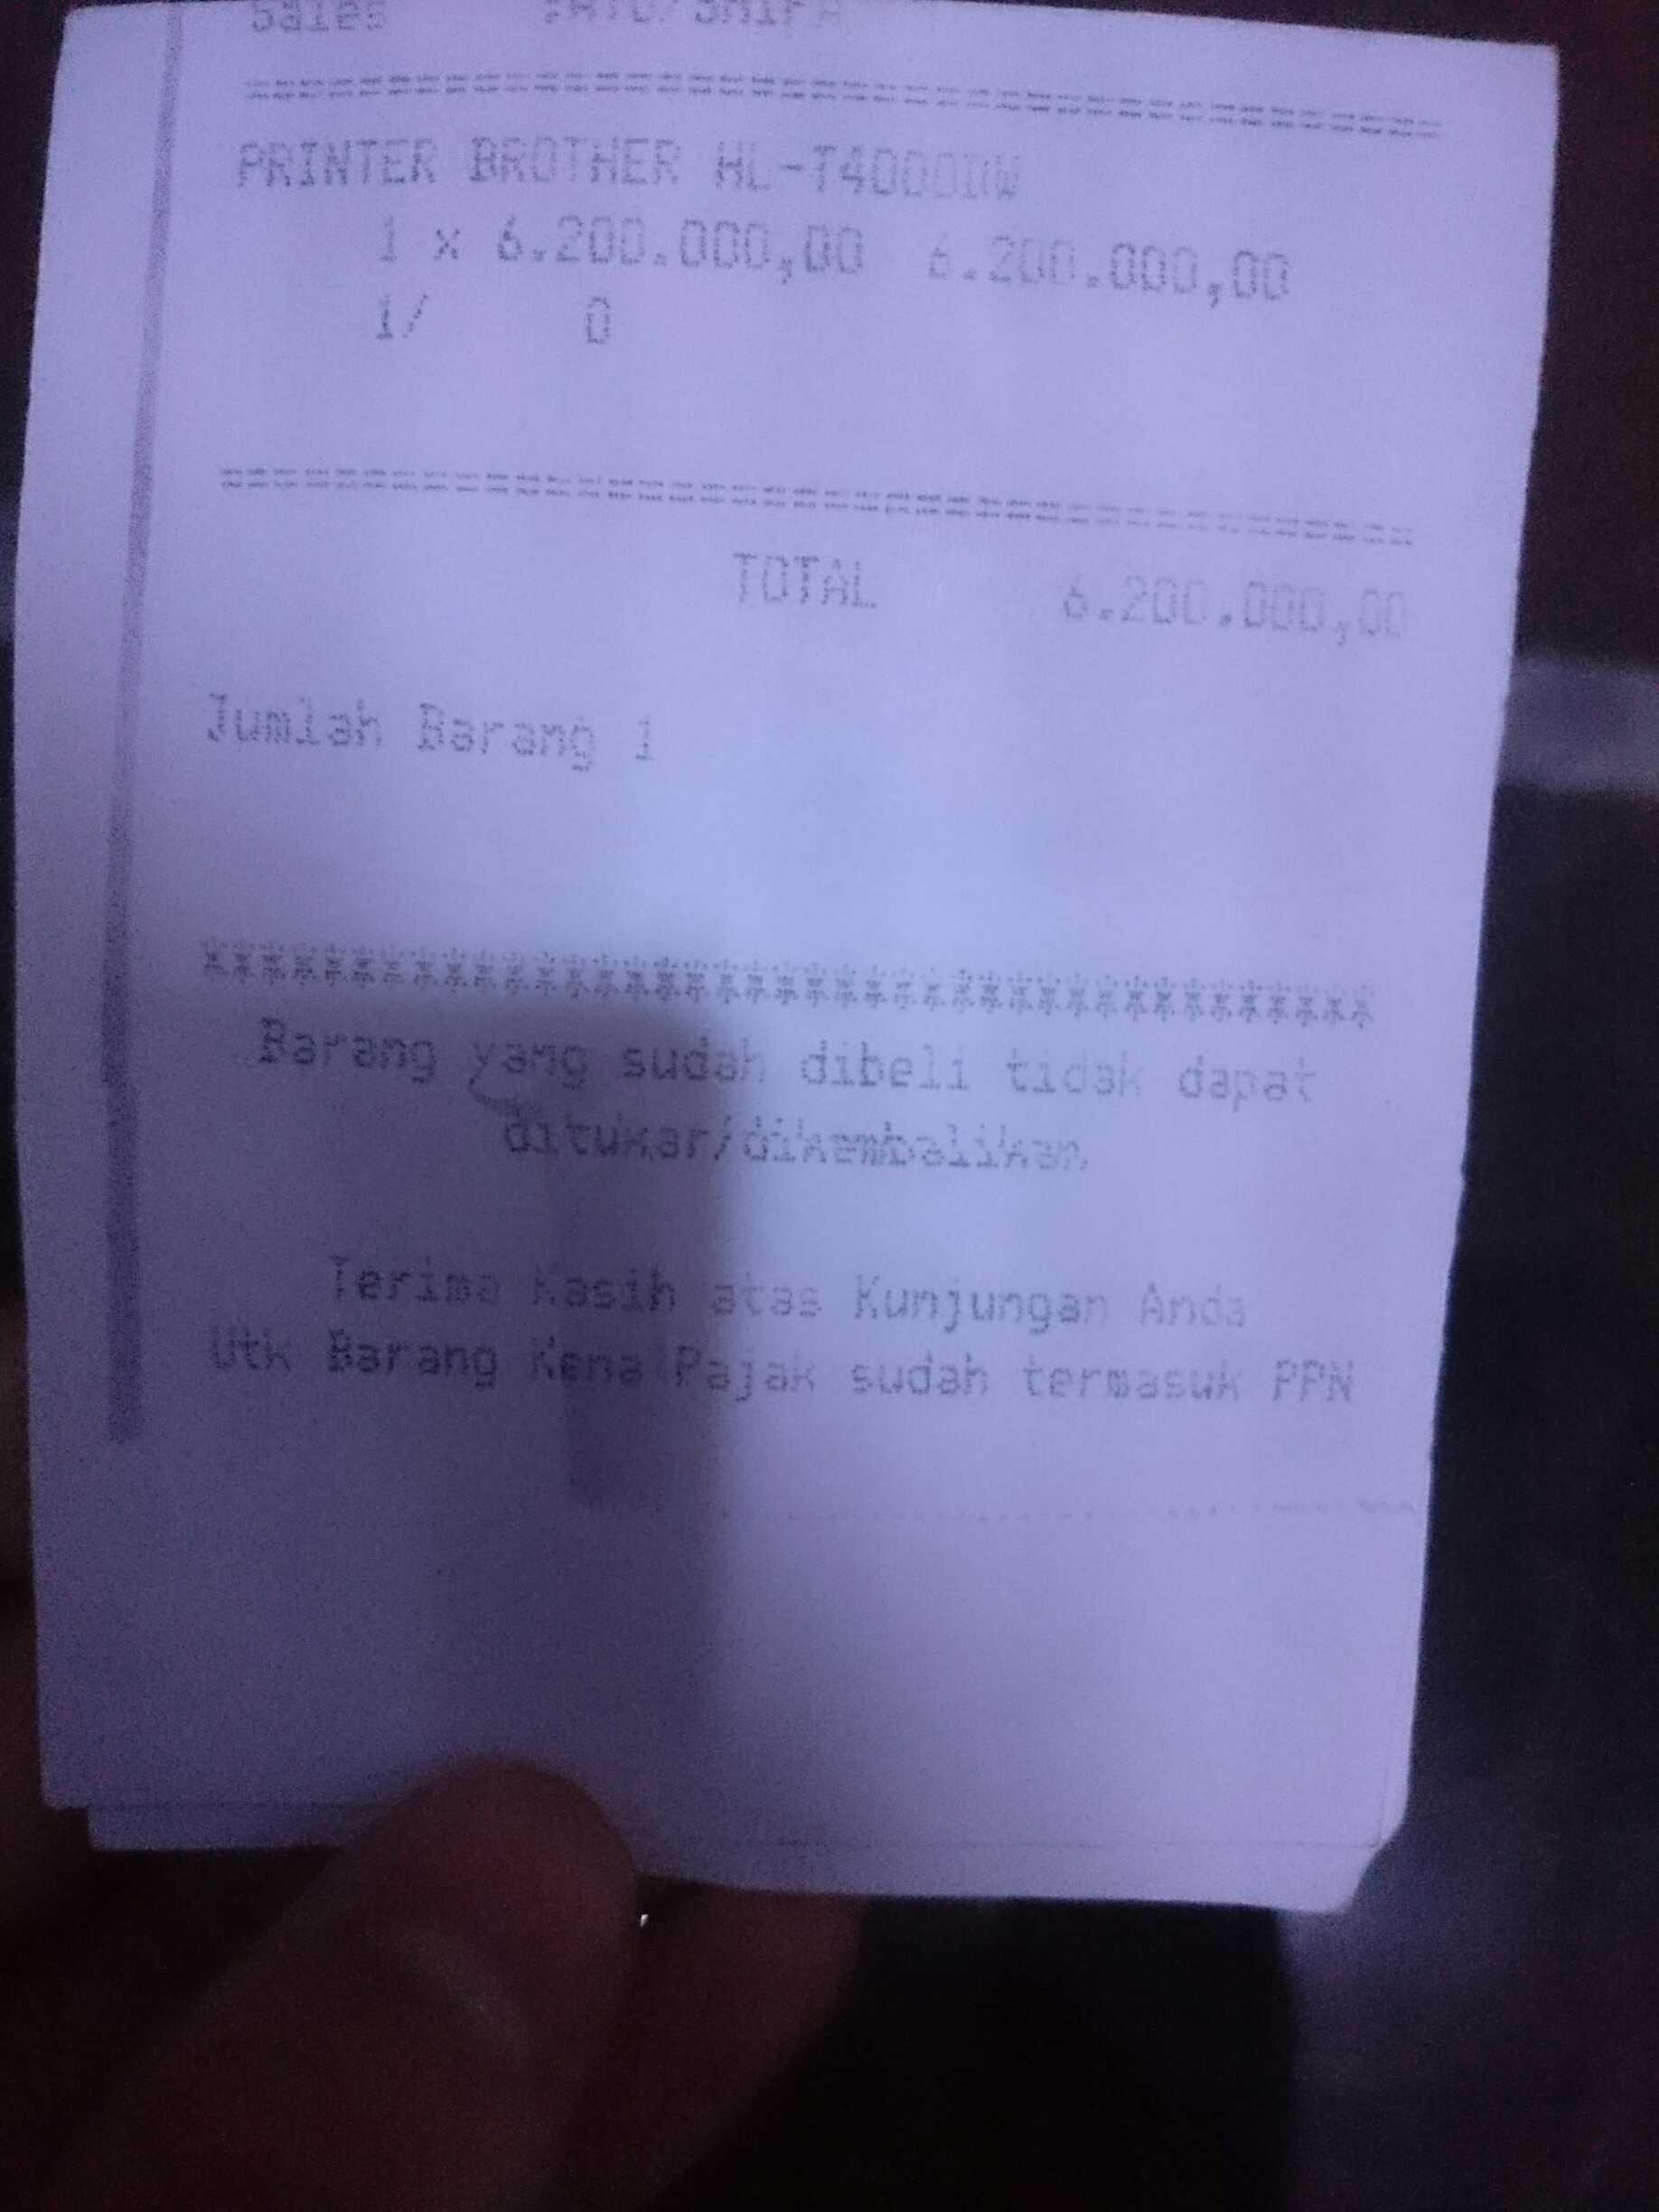 Sales
PRINTER BROTHER HL-T4000DW
1 x 6.200.000,00 6.200.000,00
1/ 0
TOTAL 6.200.000,00
Jumlah Barang 1
***************************************
Barang yang sudah dibeli tidak dapat
ditukar/dikembalikan
Terima Kasih atas Kunjungan Anda
Utk Barang Kena Pajak sudah termasuk PPN